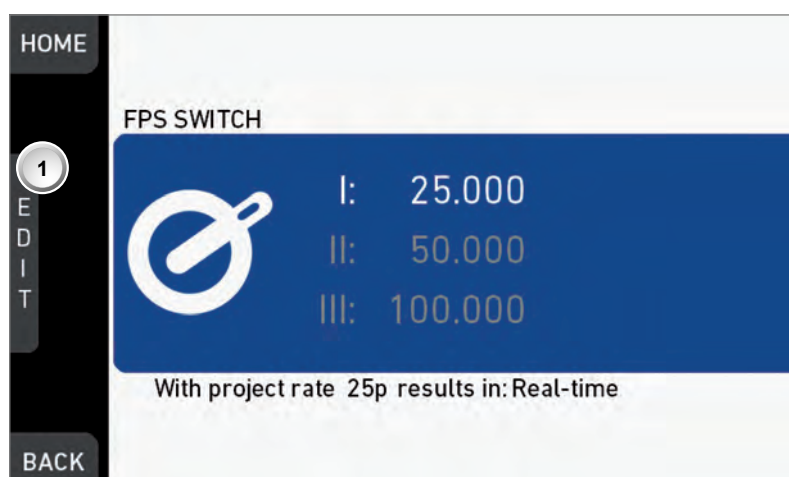 HOME
FPS SWITCH
1
EDIT
I: 25.000
II: 50.000
III: 100.000
With project rate 25p results in: Real-time
BACK